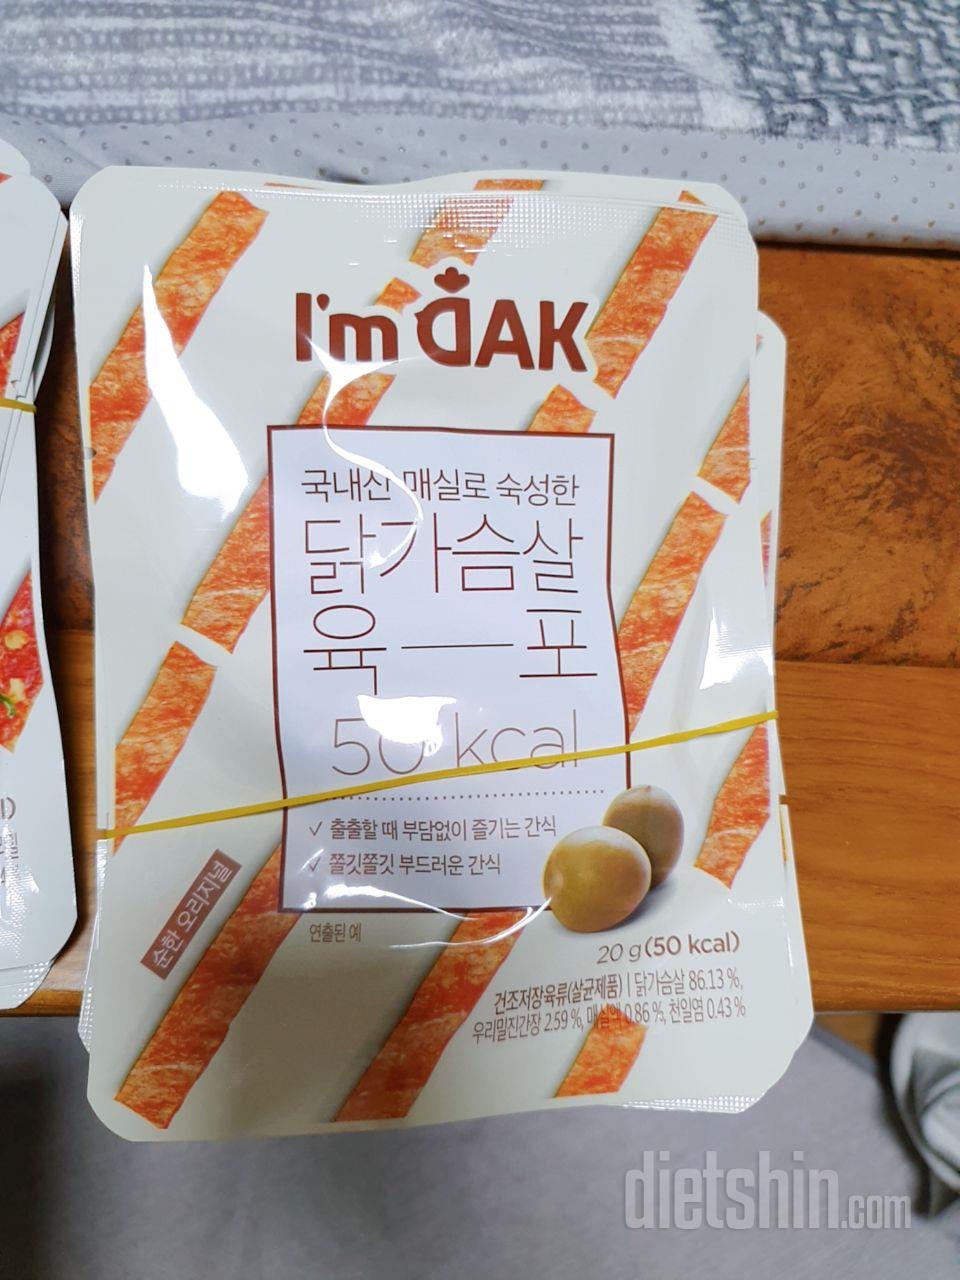 I'm DAK
국내산 매실로 숙성한
닭가슴살
육 — 포
50 kcal
✓ 출출할 때 부담없이 즐기는 간식
✓ 쫄깃쫄깃 부드러운 간식
순한 오리지널
연출된 예
20 g (50 kcal)
건조저장육류(살균제품) | 닭가슴살 86.13 %,
우리밀진간장 2.59 %, 매실액 0.86 %, 천일염 0.43 %
dietshin.com